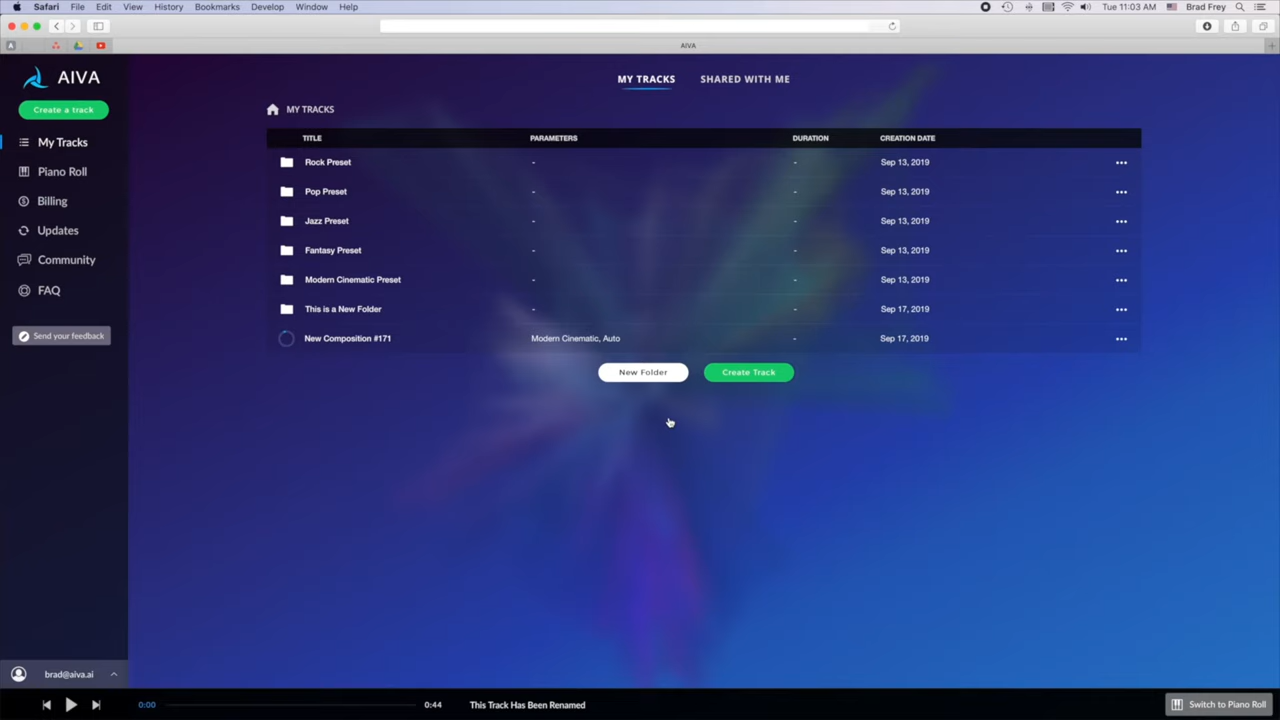 Safari File Edit View History Bookmarks Develop Window Help Tue 11:03 AM Brad Frey
AIVA
AIVA
Create a track
My Tracks
Piano Roll
Billing
Updates
Community
FAQ
Send your feedback
brad@aiva.ai
MY TRACKS SHARED WITH ME
MY TRACKS
TITLE PARAMETERS DURATION CREATION DATE
Rock Preset - - Sep 13, 2019
Pop Preset - - Sep 13, 2019
Jazz Preset - - Sep 13, 2019
Fantasy Preset - - Sep 13, 2019
Modern Cinematic Preset - - Sep 13, 2019
This is a New Folder - - Sep 17, 2019
New Composition #171 Modern Cinematic, Auto - Sep 17, 2019
New Folder Create Track
0:00 0:44 This Track Has Been Renamed Switch to Piano Roll